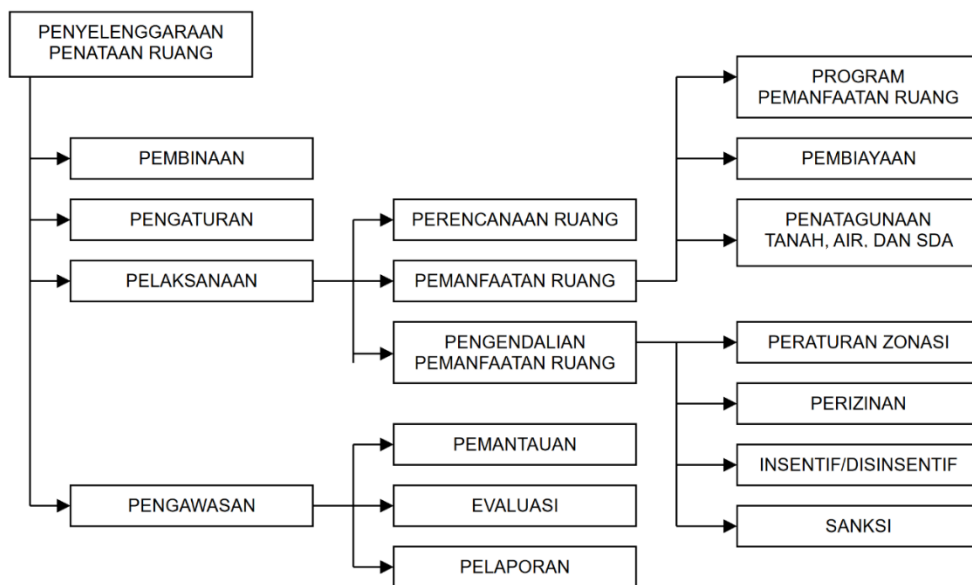 PENYELENGGARAAN
PENATAAN RUANG
PEMBINAAN
PENGATURAN
PELAKSANAAN
PENGAWASAN
PERENCANAAN RUANG
PEMANFAATAN RUANG
PENGENDALIAN
PEMANFAATAN RUANG
PEMANTAUAN
EVALUASI
PELAPORAN
PROGRAM
PEMANFAATAN RUANG
PEMBIAYAAN
PENATAGUNAAN
TANAH, AIR, DAN SDA
PERATURAN ZONASI
PERIZINAN
INSENTIF/DISINSENTIF
SANKSI